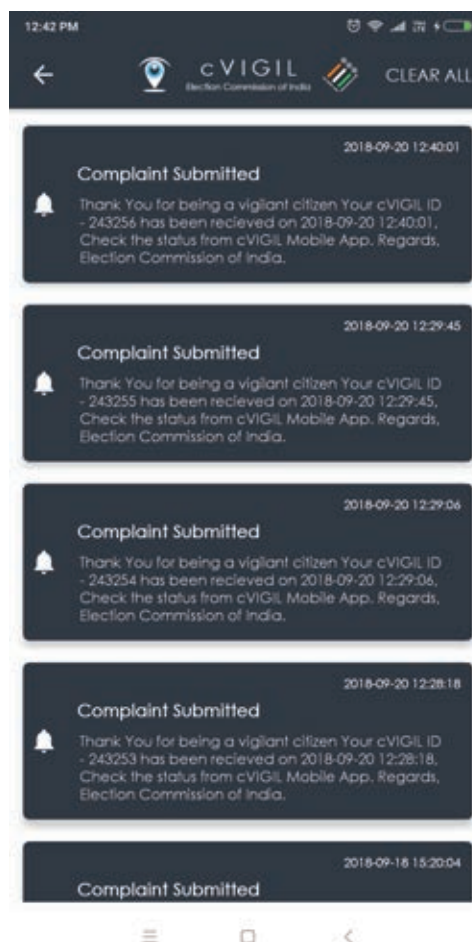 12:42 PM
cVIGIL
Election Commission of India
CLEAR ALL
2018-09-20 12:40:01
Complaint Submitted
Thank You for being a vigilant citizen Your cVIGIL ID
- 243256 has been recieved on 2018-09-20 12:40:01,
Check the status from cVIGIL Mobile App. Regards,
Election Commission of India.
2018-09-20 12:29:45
Complaint Submitted
Thank You for being a vigilant citizen Your cVIGIL ID
- 243255 has been recieved on 2018-09-20 12:29:45,
Check the status from cVIGIL Mobile App. Regards,
Election Commission of India.
2018-09-20 12:29:06
Complaint Submitted
Thank You for being a vigilant citizen Your cVIGIL ID
- 243254 has been recieved on 2018-09-20 12:29:06,
Check the status from cVIGIL Mobile App. Regards,
Election Commission of India.
2018-09-20 12:28:18
Complaint Submitted
Thank You for being a vigilant citizen Your cVIGIL ID
- 243253 has been recieved on 2018-09-20 12:28:18,
Check the status from cVIGIL Mobile App. Regards,
Election Commission of India.
2018-09-18 15:20:04
Complaint Submitted